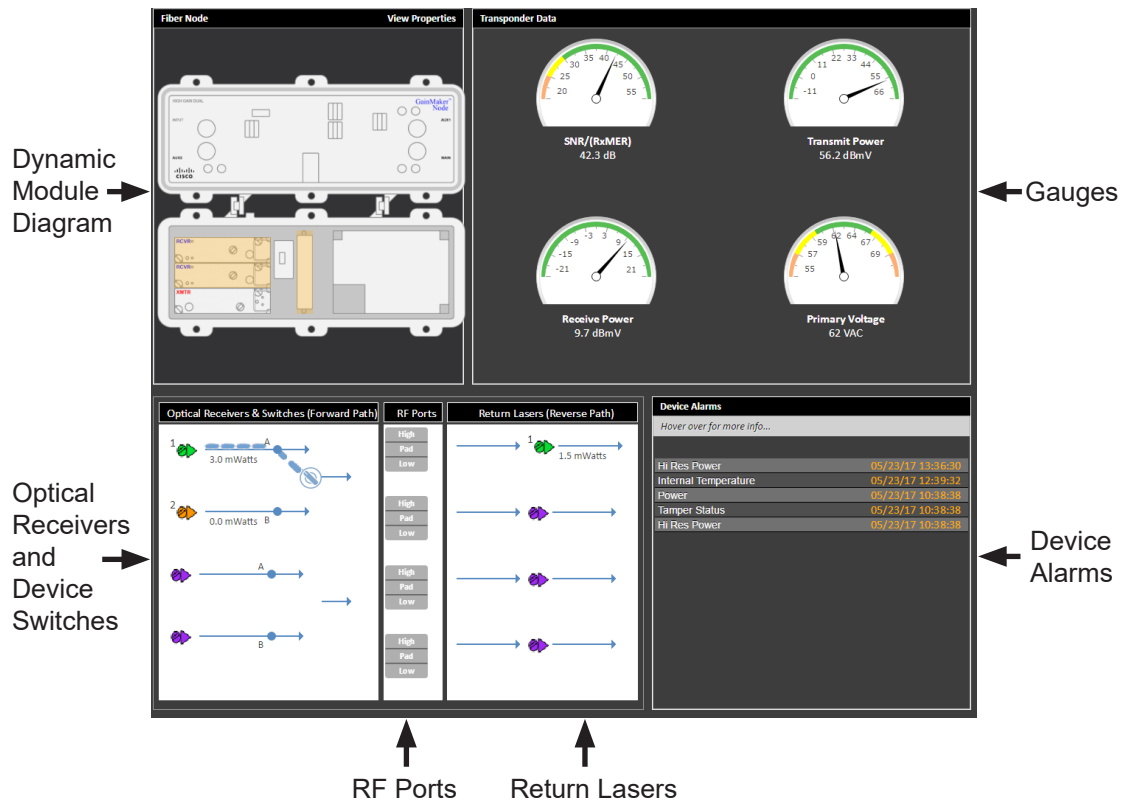 Fiber Node
View Properties
HIGH GAIN DUAL
GainMaker™
Node
INPUT
AUX1
AUX2
MAIN
CISCO
RCVR=
RCVR=
XMTR
Transponder Data
20 25 30 35 40 45 50 55
SNR/(RxMER)
42.3 dB
-11 0 11 22 33 44 55 66
Transmit Power
56.2 dBmV
-21 -15 -9 -3 3 9 15 21
Receive Power
9.7 dBmV
55 57 59 62 64 67 69
Primary Voltage
62 VAC
Dynamic
Module
Diagram
Gauges
Optical Receivers & Switches (Forward Path)
1
A
3.0 mWatts
2
0.0 mWatts
B
A
B
RF Ports
High
Pad
Low
High
Pad
Low
High
Pad
Low
High
Pad
Low
Return Lasers (Reverse Path)
1
1.5 mWatts
Device Alarms
Hover over for more info...
Hi Res Power 05/23/17 13:36:30
Internal Temperature 05/23/17 12:39:32
Power 05/23/17 10:38:38
Tamper Status 05/23/17 10:38:38
Hi Res Power 05/23/17 10:38:38
Optical
Receivers
and
Device
Switches
Device
Alarms
RF Ports
Return Lasers